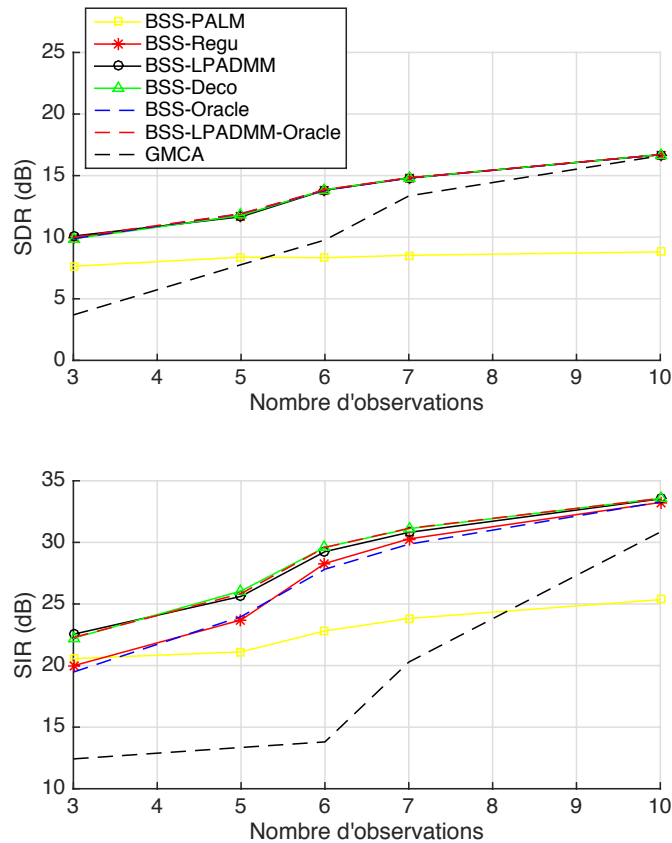 BSS-PALM
BSS-Regu
BSS-LPADMM
BSS-Deco
BSS-Oracle
BSS-LPADMM-Oracle
GMCA
25
20
15
10
5
0
SDR (dB)
3 4 5 6 7 8 9 10
Nombre d'observations
35
30
25
20
15
10
SIR (dB)
3 4 5 6 7 8 9 10
Nombre d'observations